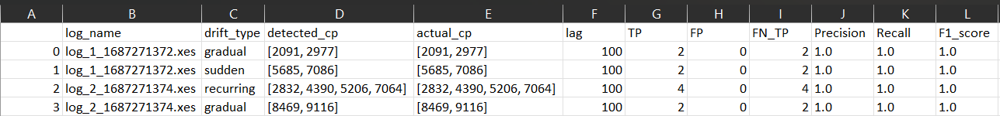 A B C D E F G H I J K L
log_name drift_type detected_cp actual_cp lag TP FP FN_TP Precision Recall F1_score
0 log_1_1687271372.xes gradual [2091, 2977] [2091, 2977] 100 2 0 2 1.0 1.0 1.0
1 log_1_1687271372.xes sudden [5685, 7086] [5685, 7086] 100 2 0 2 1.0 1.0 1.0
2 log_2_1687271374.xes recurring [2832, 4390, 5206, 7064] [2832, 4390, 5206, 7064] 100 4 0 4 1.0 1.0 1.0
3 log_2_1687271374.xes gradual [8469, 9116] [8469, 9116] 100 2 0 2 1.0 1.0 1.0